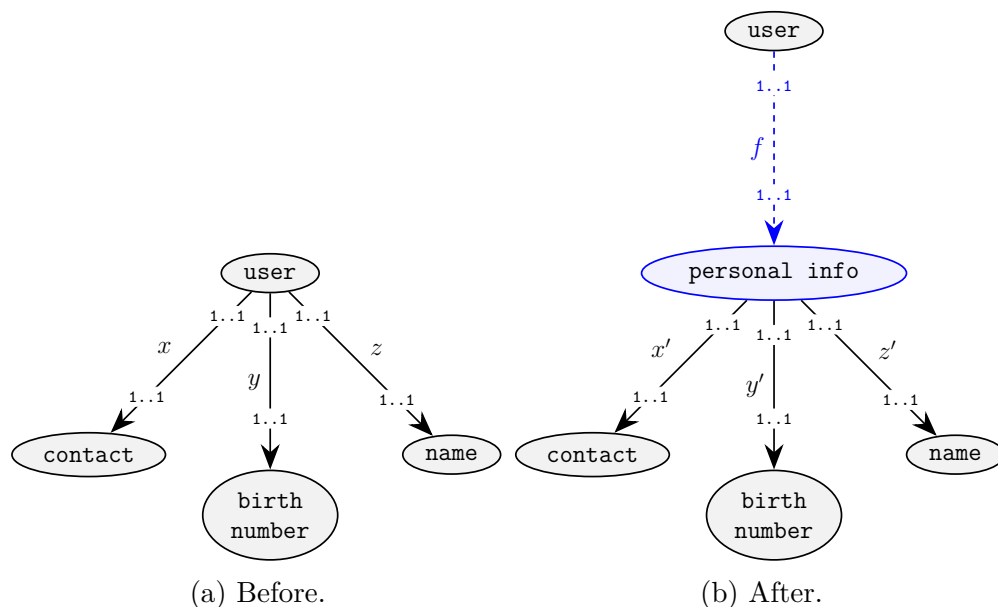 user
1..1
x
y
z
1..1
1..1
1..1
1..1
1..1
1..1
contact
birth
number
name
(a) Before.
user
1..1
f
1..1
personal info
1..1
1..1
1..1
x′
y′
z′
1..1
1..1
1..1
contact
birth
number
name
(b) After.